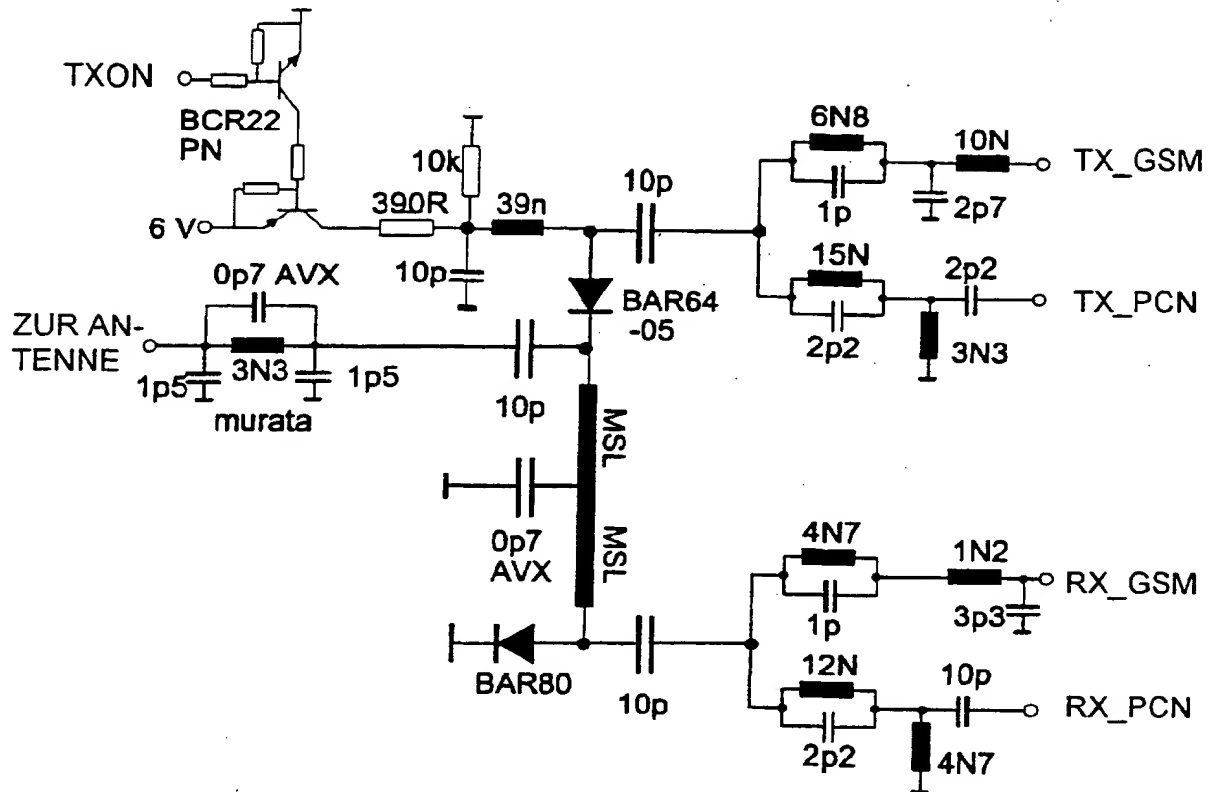 TXON
BCR22
PN
6 V
10k
390R
39n
10p
10p
6N8
1p
10N
2p7
TX_GSM
15N
2p2
2p2
3N3
TX_PCN
BAR64
-05
0p7 AVX
ZUR AN-
TENNE
1p5
3N3
1p5
murata
10p
MSL
0p7
AVX
MSL
BAR80
10p
4N7
1p
1N2
3p3
RX_GSM
12N
2p2
10p
4N7
RX_PCN